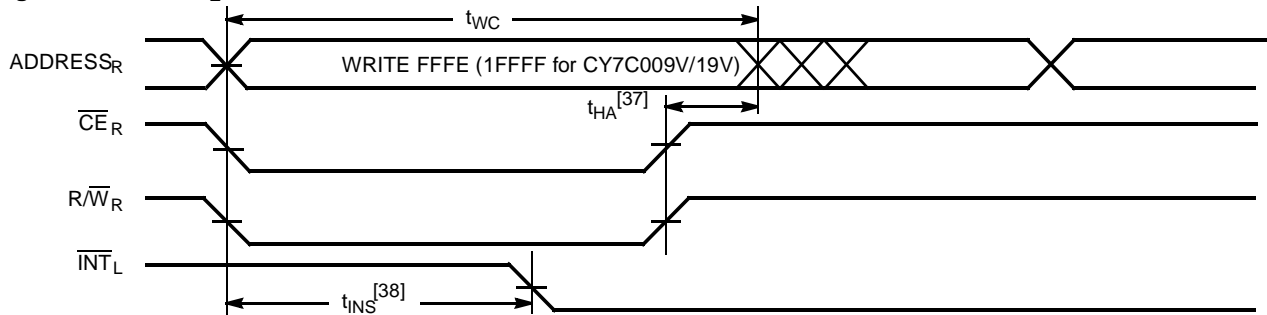 tWC
ADDRESSR
WRITE FFFE (1FFFF for CY7C009V/19V)
tHA[37]
CER
R/WR
INTL
tINS[38]